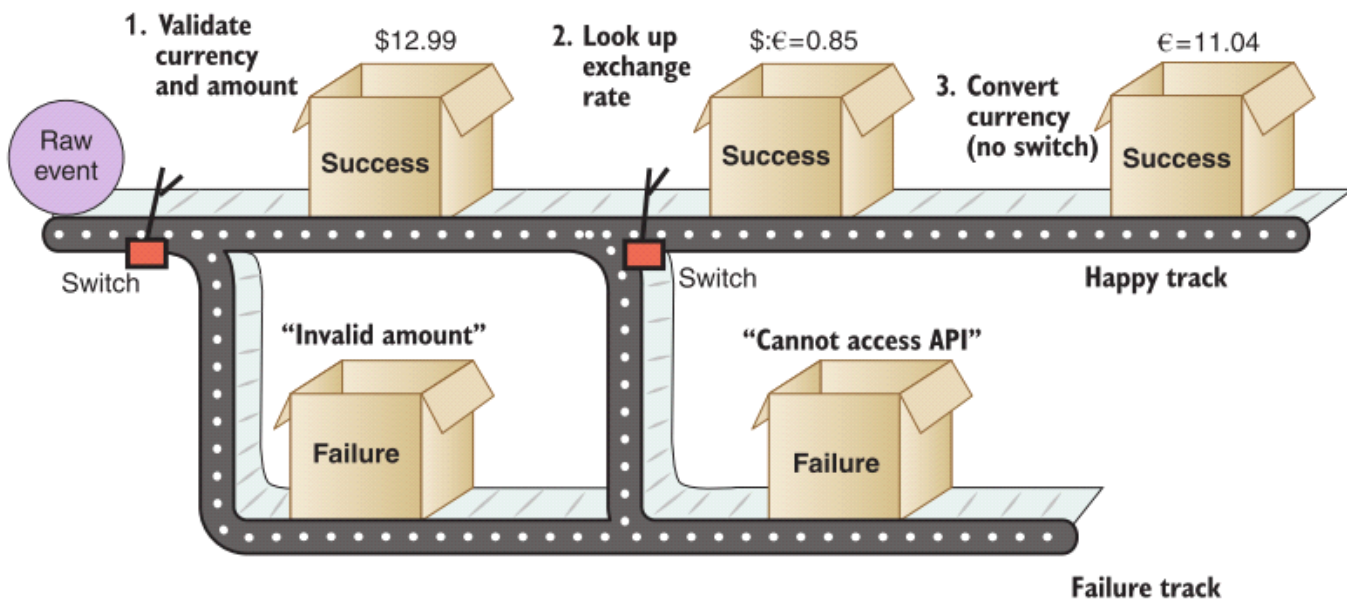 1. Validate
currency
and amount
$12.99
2. Look up
exchange
rate
$:€=0.85
3. Convert
currency
(no switch)
€=11.04
Raw
event
Success
Success
Success
Switch
Switch
Happy track
“Invalid amount”
Failure
“Cannot access API”
Failure
Failure track